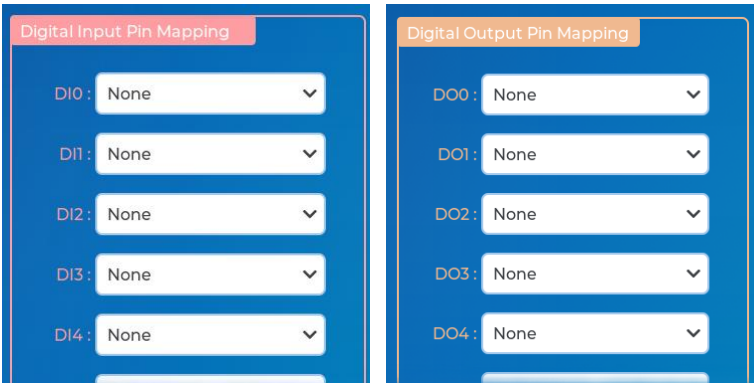 Digital Input Pin Mapping
DI0 : None
DI1 : None
DI2 : None
DI3 : None
DI4 : None
Digital Output Pin Mapping
DO0 : None
DO1 : None
DO2 : None
DO3 : None
DO4 : None